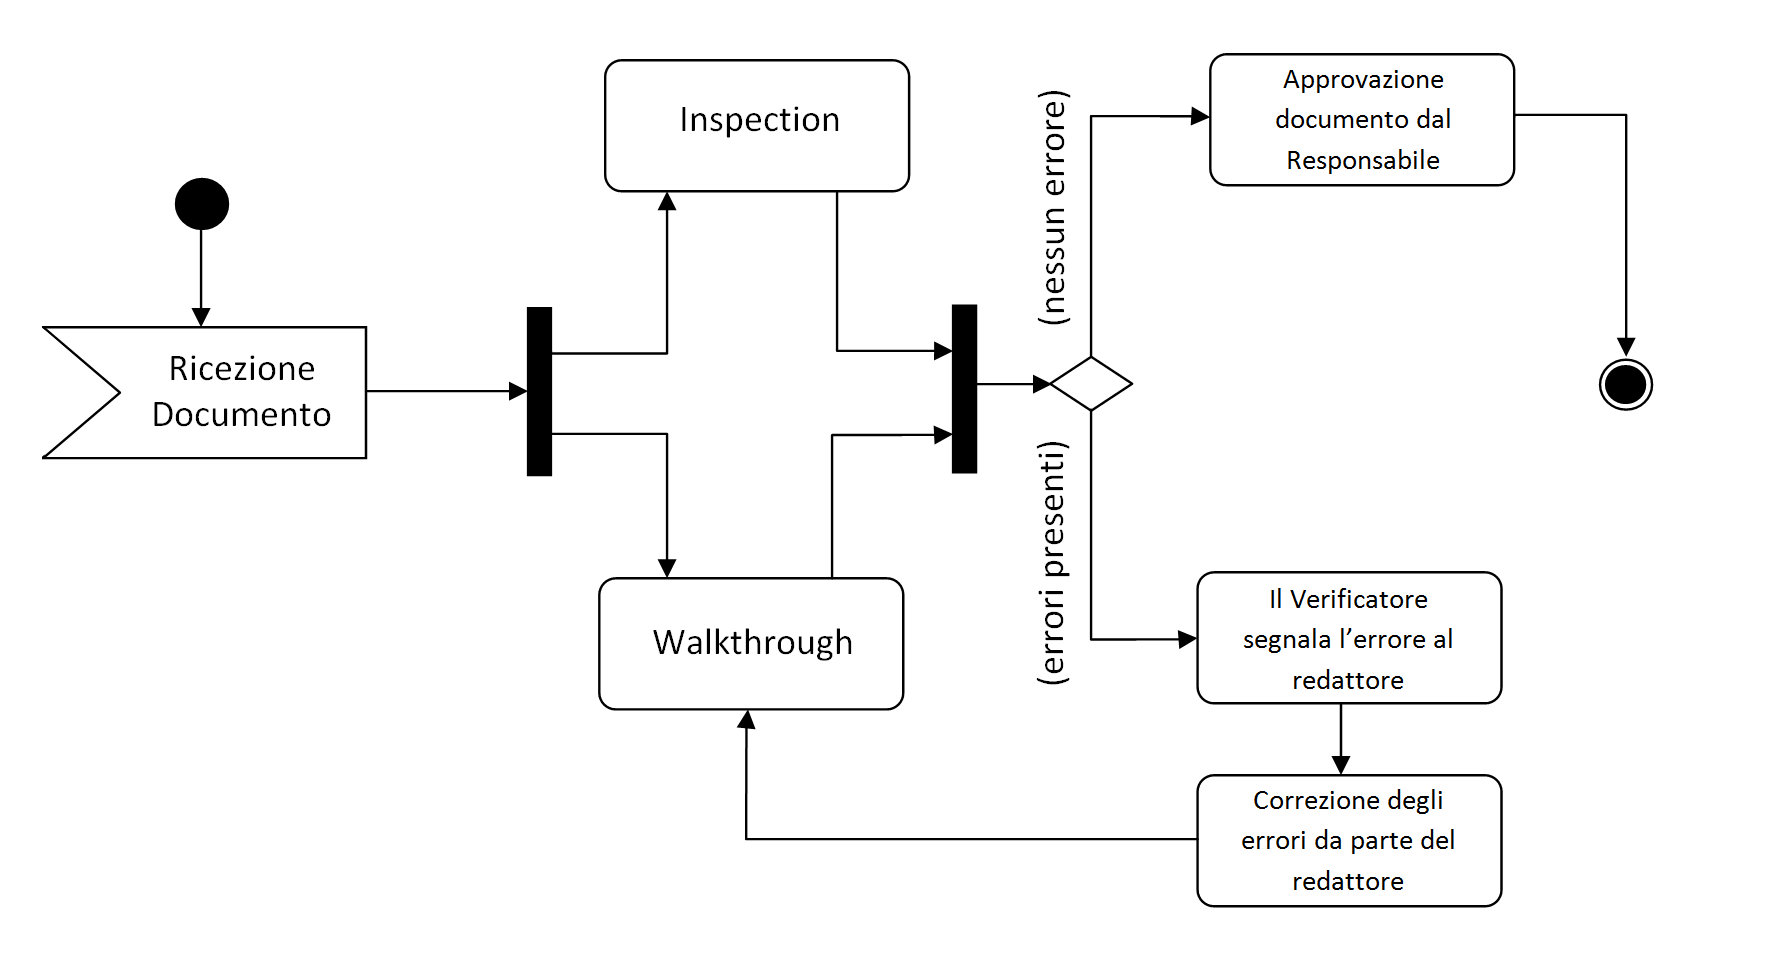 Inspection
Approvazione
documento dal
Responsabile
(nessun errore)
Ricezione
Documento
(errori presenti)
Walkthrough
Il Verificatore
segnala l’errore al
redattore
Correzione degli
errori da parte del
redattore